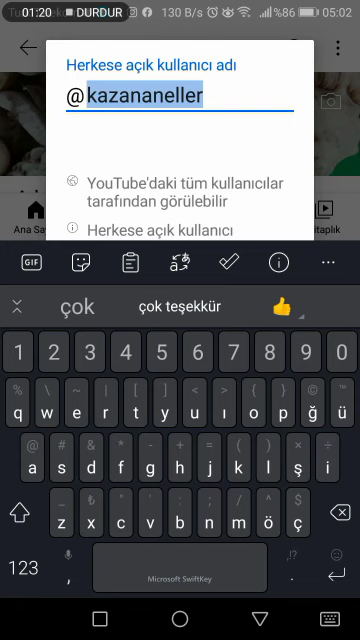 01:20 DURDUR 130 B/s %86 05:02
Herkese açık kullanıcı adı
@kazananeller
YouTube'daki tüm kullanıcılar
tarafından görülebilir
Herkese açık kullanıcı
Ana Sa
itaplık
GIF
çok çok teşekkür
1 2 3 4 5 6 7 8 9 0
% \ ~ | [ ] < > { } © ™
q w e r t y u ı o p ğ ü
@ # & * - + = ( ) × ÷
a s d f g h j k l ş i
_ ₺ " ' : ; / ^ $
z x c v b n m ö ç
123 , Microsoft SwiftKey ,!? .